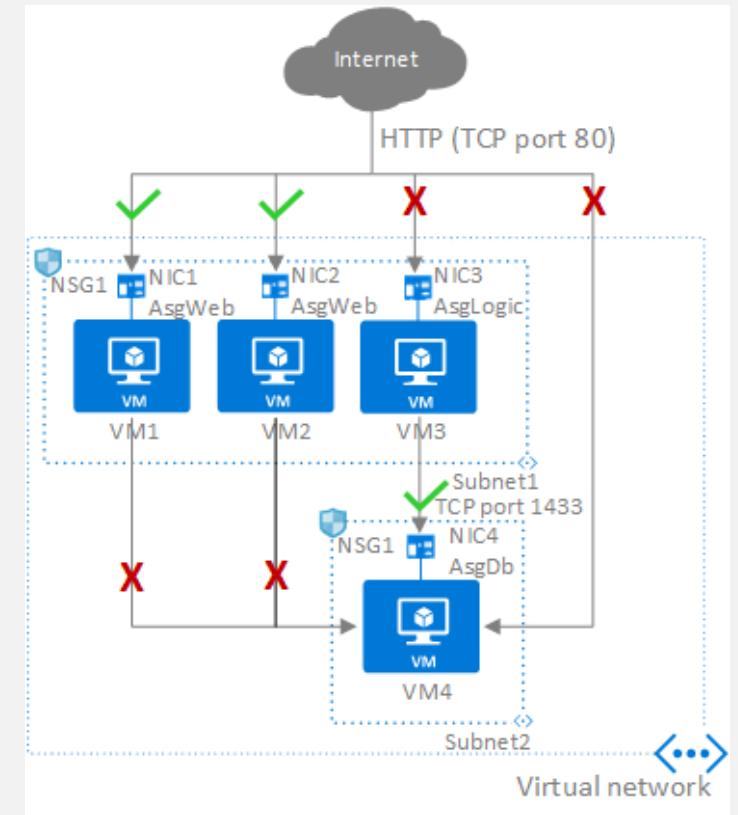 Internet
HTTP (TCP port 80)
X X
NSG1
NIC1
AsgWeb
NIC2
AsgWeb
NIC3
AsgLogic
VM
VM
VM
VM1
VM2
VM3
Subnet1
TCP port 1433
NSG1
NIC4
AsgDb
X X
VM
VM4
Subnet2
Virtual network